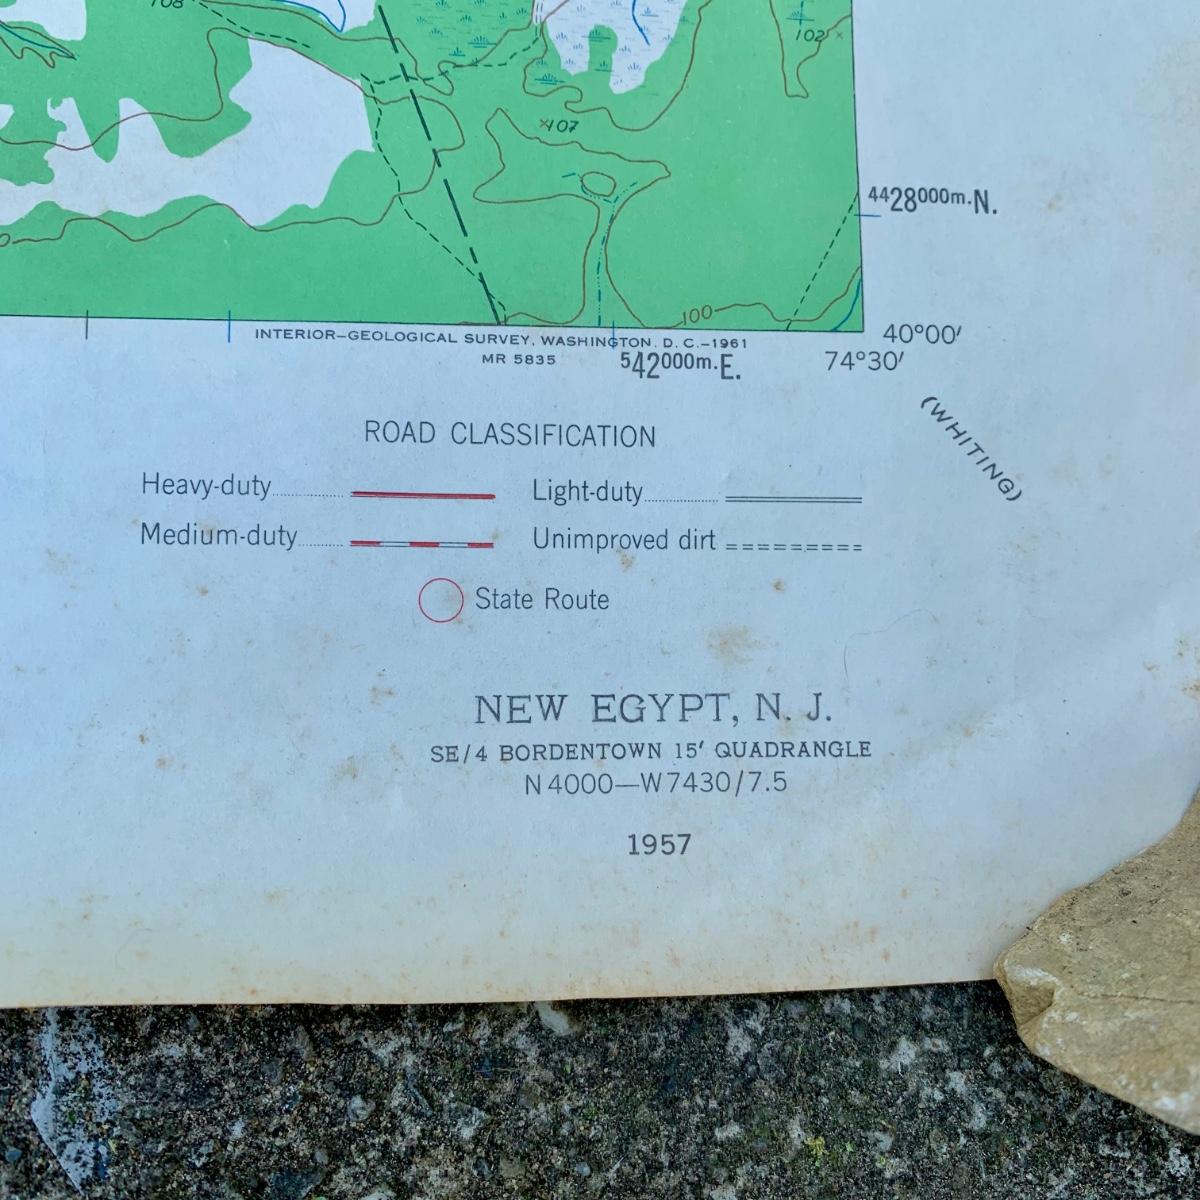 108
102
107
4428000m.N.
100
40°00′
INTERIOR—GEOLOGICAL SURVEY, WASHINGTON, D. C.—1961
MR 5835
542000m.E.
74°30′
(WHITING)
ROAD CLASSIFICATION
Heavy-duty
Light-duty
Medium-duty
Unimproved dirt
State Route
NEW EGYPT, N. J.
SE/4 BORDENTOWN 15′ QUADRANGLE
N4000—W7430/7.5
1957